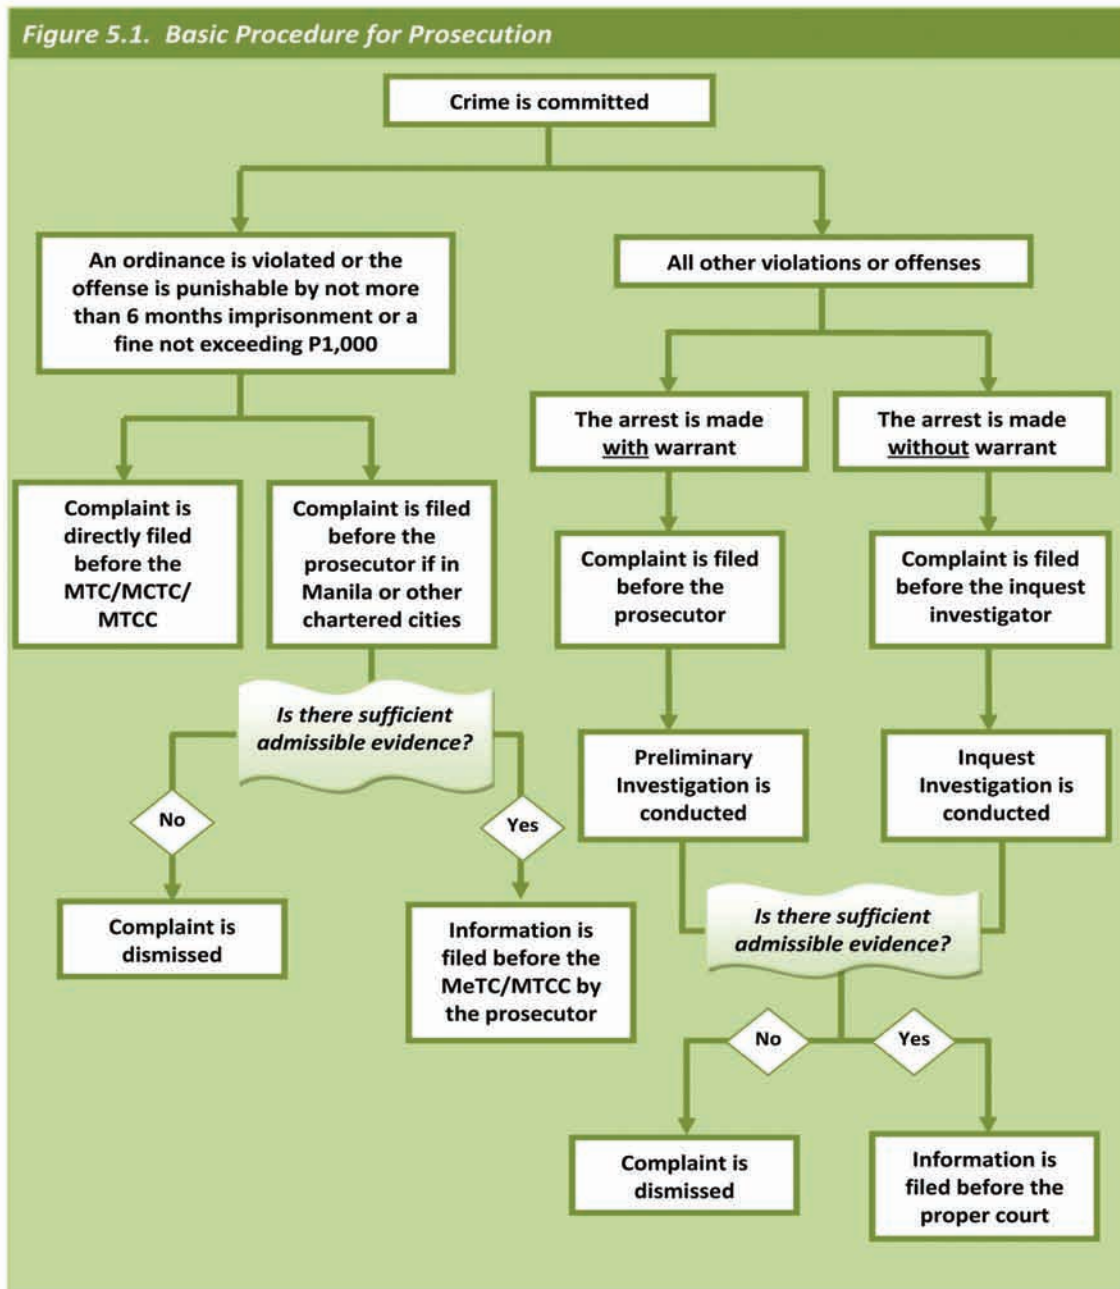 Figure 5.1. Basic Procedure for Prosecution
Crime is committed
An ordinance is violated or the
offense is punishable by not more
than 6 months imprisonment or a
fine not exceeding P1,000
All other violations or offenses
Complaint is
directly filed
before the
MTC/MCTC/
MTCC
Complaint is filed
before the
prosecutor if in
Manila or other
chartered cities
The arrest is made
with warrant
The arrest is made
without warrant
Complaint is filed
before the
prosecutor
Complaint is filed
before the inquest
investigator
Is there sufficient
admissible evidence?
No
Yes
Complaint is
dismissed
Information is
filed before the
MeTC/MTCC by
the prosecutor
Preliminary
Investigation is
conducted
Inquest
Investigation is
conducted
Is there sufficient
admissible evidence?
No
Yes
Complaint is
dismissed
Information is
filed before the
proper court